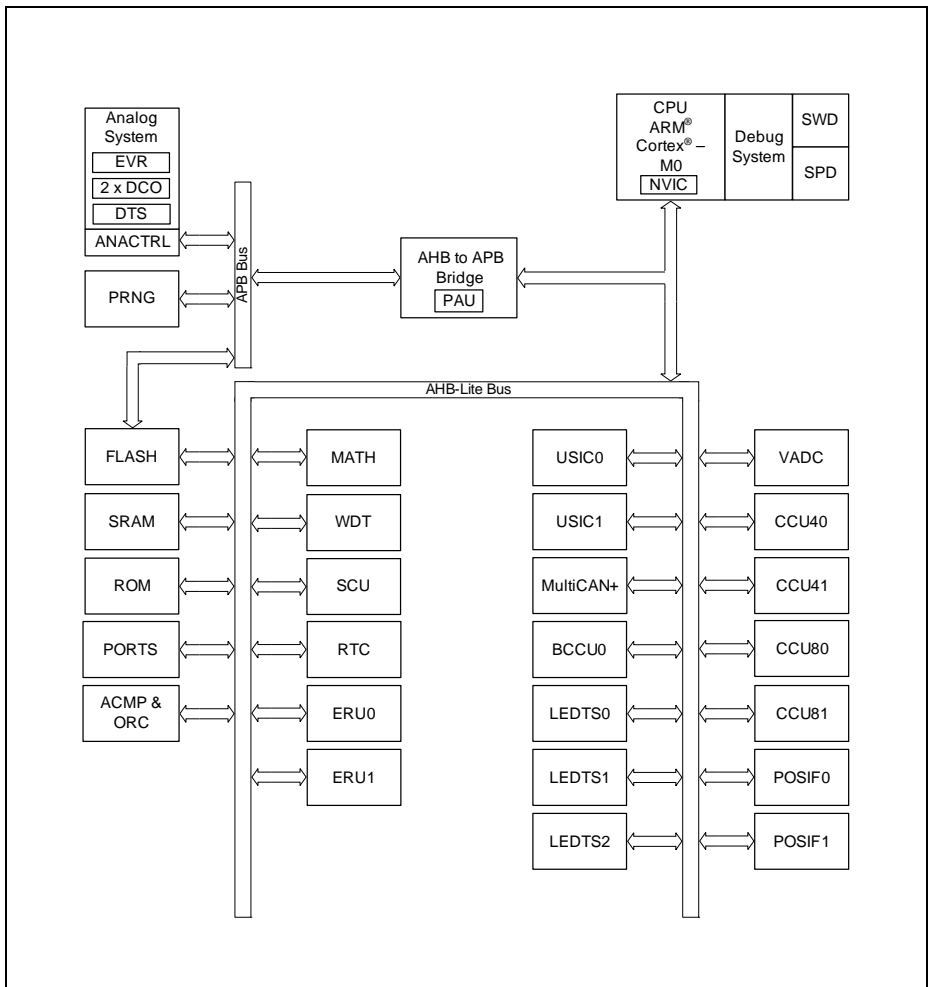 Analog
System
EVR
2 x DCO
DTS
ANACTRL
PRNG
APB Bus
AHB to APB
Bridge
PAU
CPU
ARM®
Cortex® –
M0
NVIC
Debug
System
SWD
SPD
AHB-Lite Bus
FLASH
SRAM
ROM
PORTS
ACMP &
ORC
MATH
WDT
SCU
RTC
ERU0
ERU1
USIC0
USIC1
MultiCAN+
BCCU0
LEDTS0
LEDTS1
LEDTS2
VADC
CCU40
CCU41
CCU80
CCU81
POSIF0
POSIF1